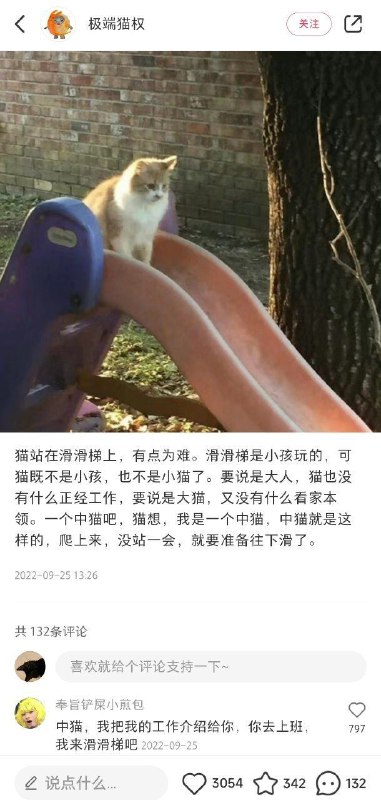 极端猫权
关注
猫站在滑滑梯上，有点为难。滑滑梯是小孩玩的，可
猫既不是小孩，也不是小猫了。要说是大人，猫也没
有什么正经工作，要说是大猫，又没有什么看家本
领。一个中猫吧，猫想，我是一个中猫，中猫就是这
样的，爬上来，没站一会，就要准备往下滑了。
2022-09-25 13:26
共 132条评论
喜欢就给个评论支持一下~
奉旨铲屎小煎包
中猫，我把我的工作介绍给你，你去上班，
我来滑滑梯吧 2022-09-25
797
说点什么...
3054
342
132